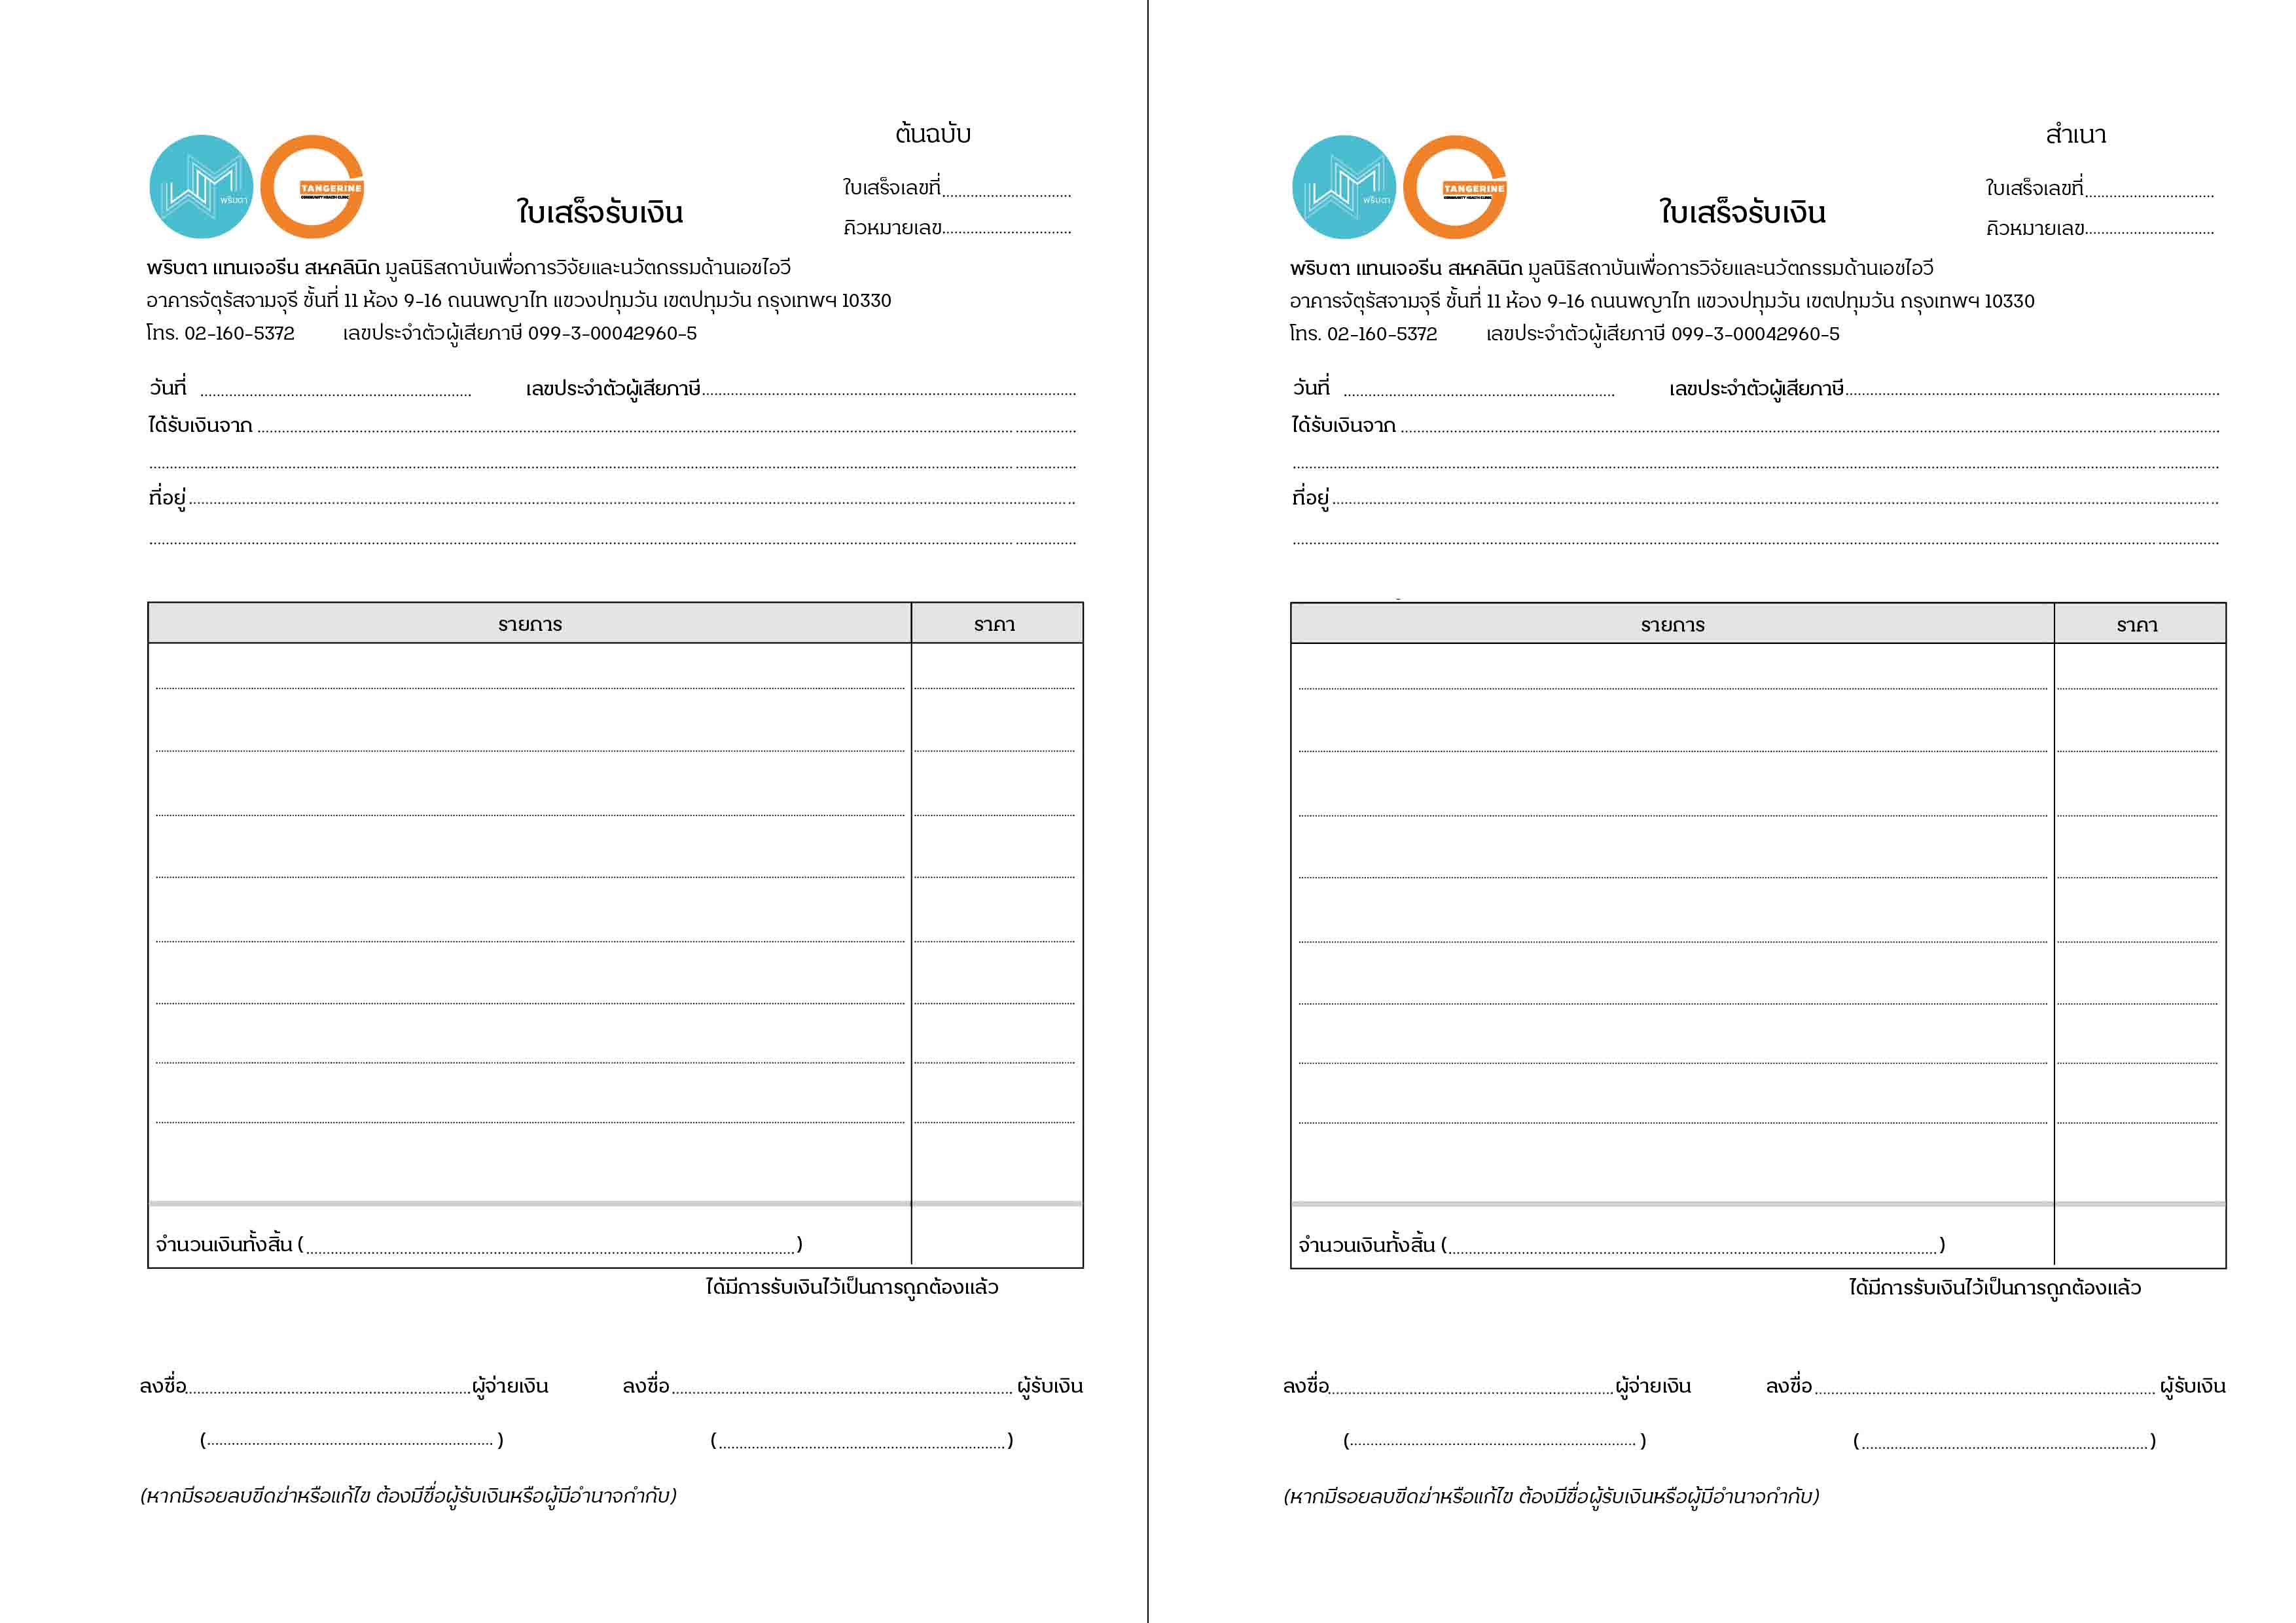 ต้นฉบับ
พริบตา
TANGERINE
COMMUNITY HEALTH CLINIC
ใบเสร็จรับเงิน
ใบเสร็จเลขที่
คิวหมายเลข
พริบตา แทนเจอรีน สหคลินิก มูลนิธิสถาบันเพื่อการวิจัยและนวัตกรรมด้านเอชไอวี
อาคารจัตุรัสจามจุรี ชั้นที่ 11 ห้อง 9-16 ถนนพญาไท แขวงปทุมวัน เขตปทุมวัน กรุงเทพฯ 10330
โทร. 02-160-5372 เลขประจำตัวผู้เสียภาษี 099-3-00042960-5
วันที่ เลขประจำตัวผู้เสียภาษี
ได้รับเงินจาก
ที่อยู่
รายการ ราคา
จำนวนเงินทั้งสิ้น ( )
ได้มีการรับเงินไว้เป็นการถูกต้องแล้ว
ลงชื่อ ผู้จ่ายเงิน ลงชื่อ ผู้รับเงิน
( ) ( )
(หากมีรอยลบขีดฆ่าหรือแก้ไข ต้องมีชื่อผู้รับเงินหรือผู้มีอำนาจกำกับ)
สำเนา
พริบตา
TANGERINE
COMMUNITY HEALTH CLINIC
ใบเสร็จรับเงิน
ใบเสร็จเลขที่
คิวหมายเลข
พริบตา แทนเจอรีน สหคลินิก มูลนิธิสถาบันเพื่อการวิจัยและนวัตกรรมด้านเอชไอวี
อาคารจัตุรัสจามจุรี ชั้นที่ 11 ห้อง 9-16 ถนนพญาไท แขวงปทุมวัน เขตปทุมวัน กรุงเทพฯ 10330
โทร. 02-160-5372 เลขประจำตัวผู้เสียภาษี 099-3-00042960-5
วันที่ เลขประจำตัวผู้เสียภาษี
ได้รับเงินจาก
ที่อยู่
รายการ ราคา
จำนวนเงินทั้งสิ้น ( )
ได้มีการรับเงินไว้เป็นการถูกต้องแล้ว
ลงชื่อ ผู้จ่ายเงิน ลงชื่อ ผู้รับเงิน
( ) ( )
(หากมีรอยลบขีดฆ่าหรือแก้ไข ต้องมีชื่อผู้รับเงินหรือผู้มีอำนาจกำกับ)